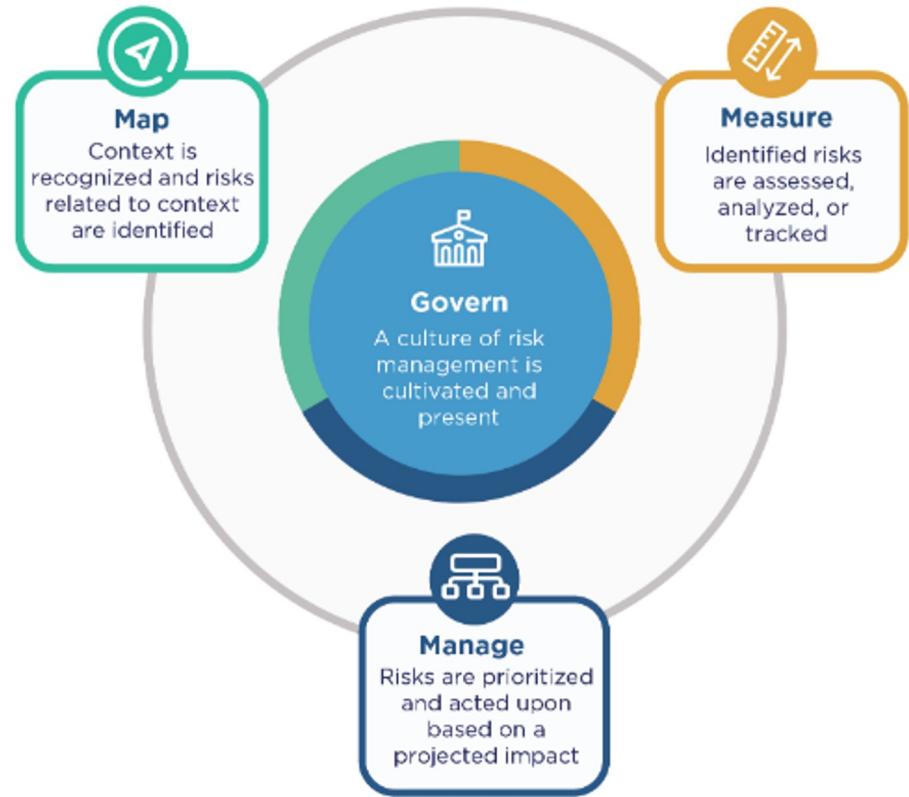 Map
Context is
recognized and risks
related to context
are identified
Measure
Identified risks
are assessed,
analyzed, or
tracked
Govern
A culture of risk
management is
cultivated and
present
Manage
Risks are prioritized
and acted upon
based on a
projected impact